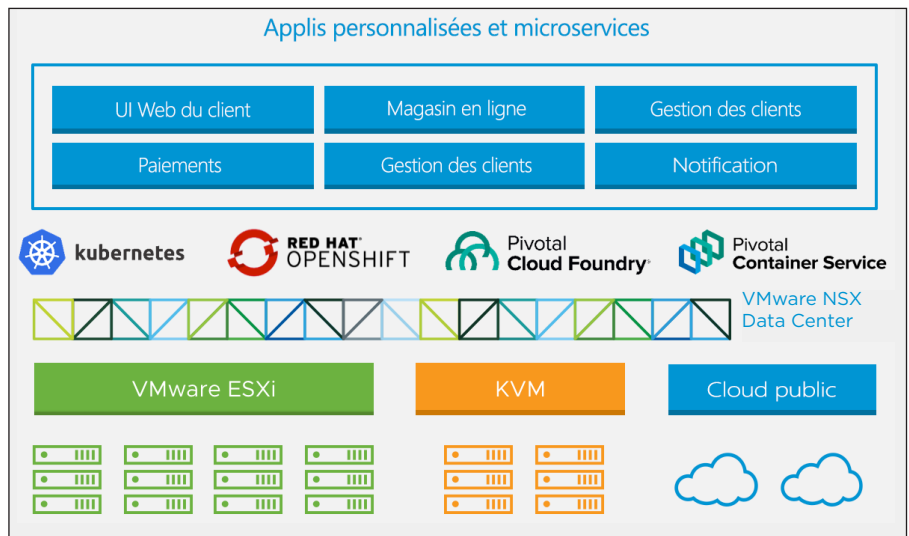 Applis personnalisées et microservices
UI Web du client
Magasin en ligne
Gestion des clients
Paiements
Gestion des clients
Notification
kubernetes
RED HAT
OPENSHIFT
Pivotal
Cloud Foundry
Pivotal
Container Service
VMware NSX
Data Center
VMware ESXi
KVM
Cloud public